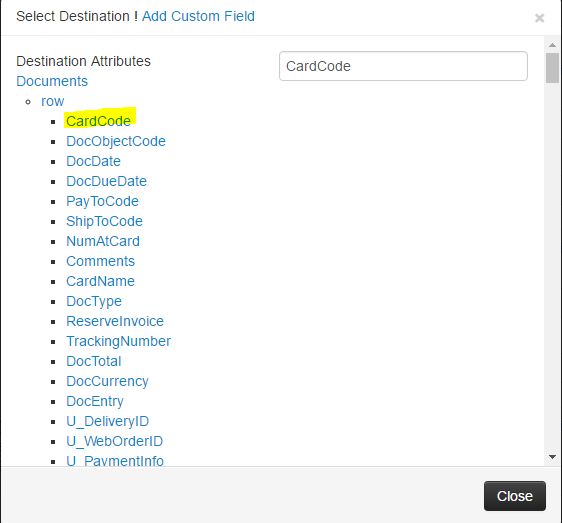 Select Destination ! Add Custom Field ×
Destination Attributes
CardCode
Documents
row
CardCode
DocObjectCode
DocDate
DocDueDate
PayToCode
ShipToCode
NumAtCard
Comments
CardName
DocType
ReserveInvoice
TrackingNumber
DocTotal
DocCurrency
DocEntry
U_DeliveryID
U_WebOrderID
U_PaymentInfo
Close